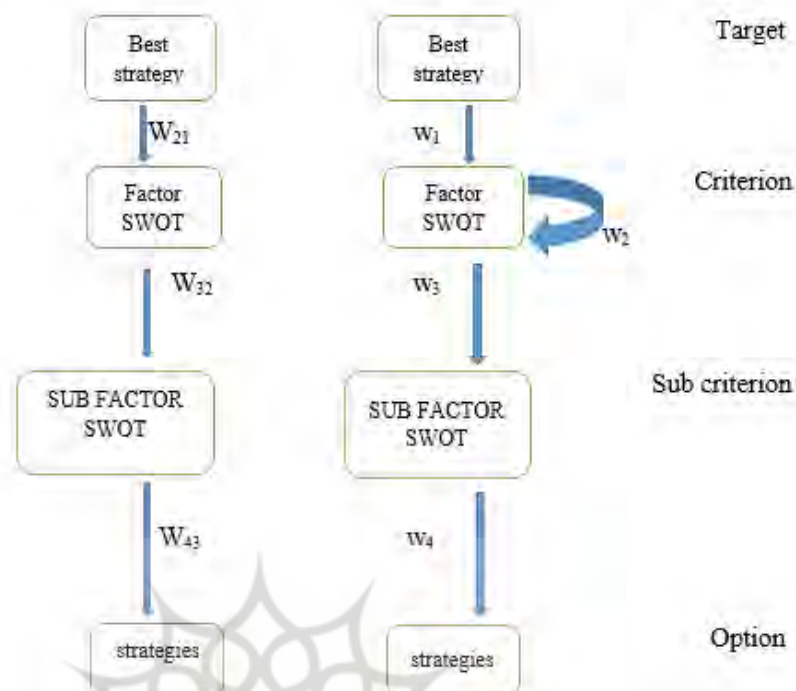 Best
strategy
Best
strategy
Target
W₂₁
w₁
Factor
SWOT
Factor
SWOT
Criterion
w₂
W₃₂
w₃
SUB FACTOR
SWOT
SUB FACTOR
SWOT
Sub criterion
W₄₃
w₄
strategies
strategies
Option